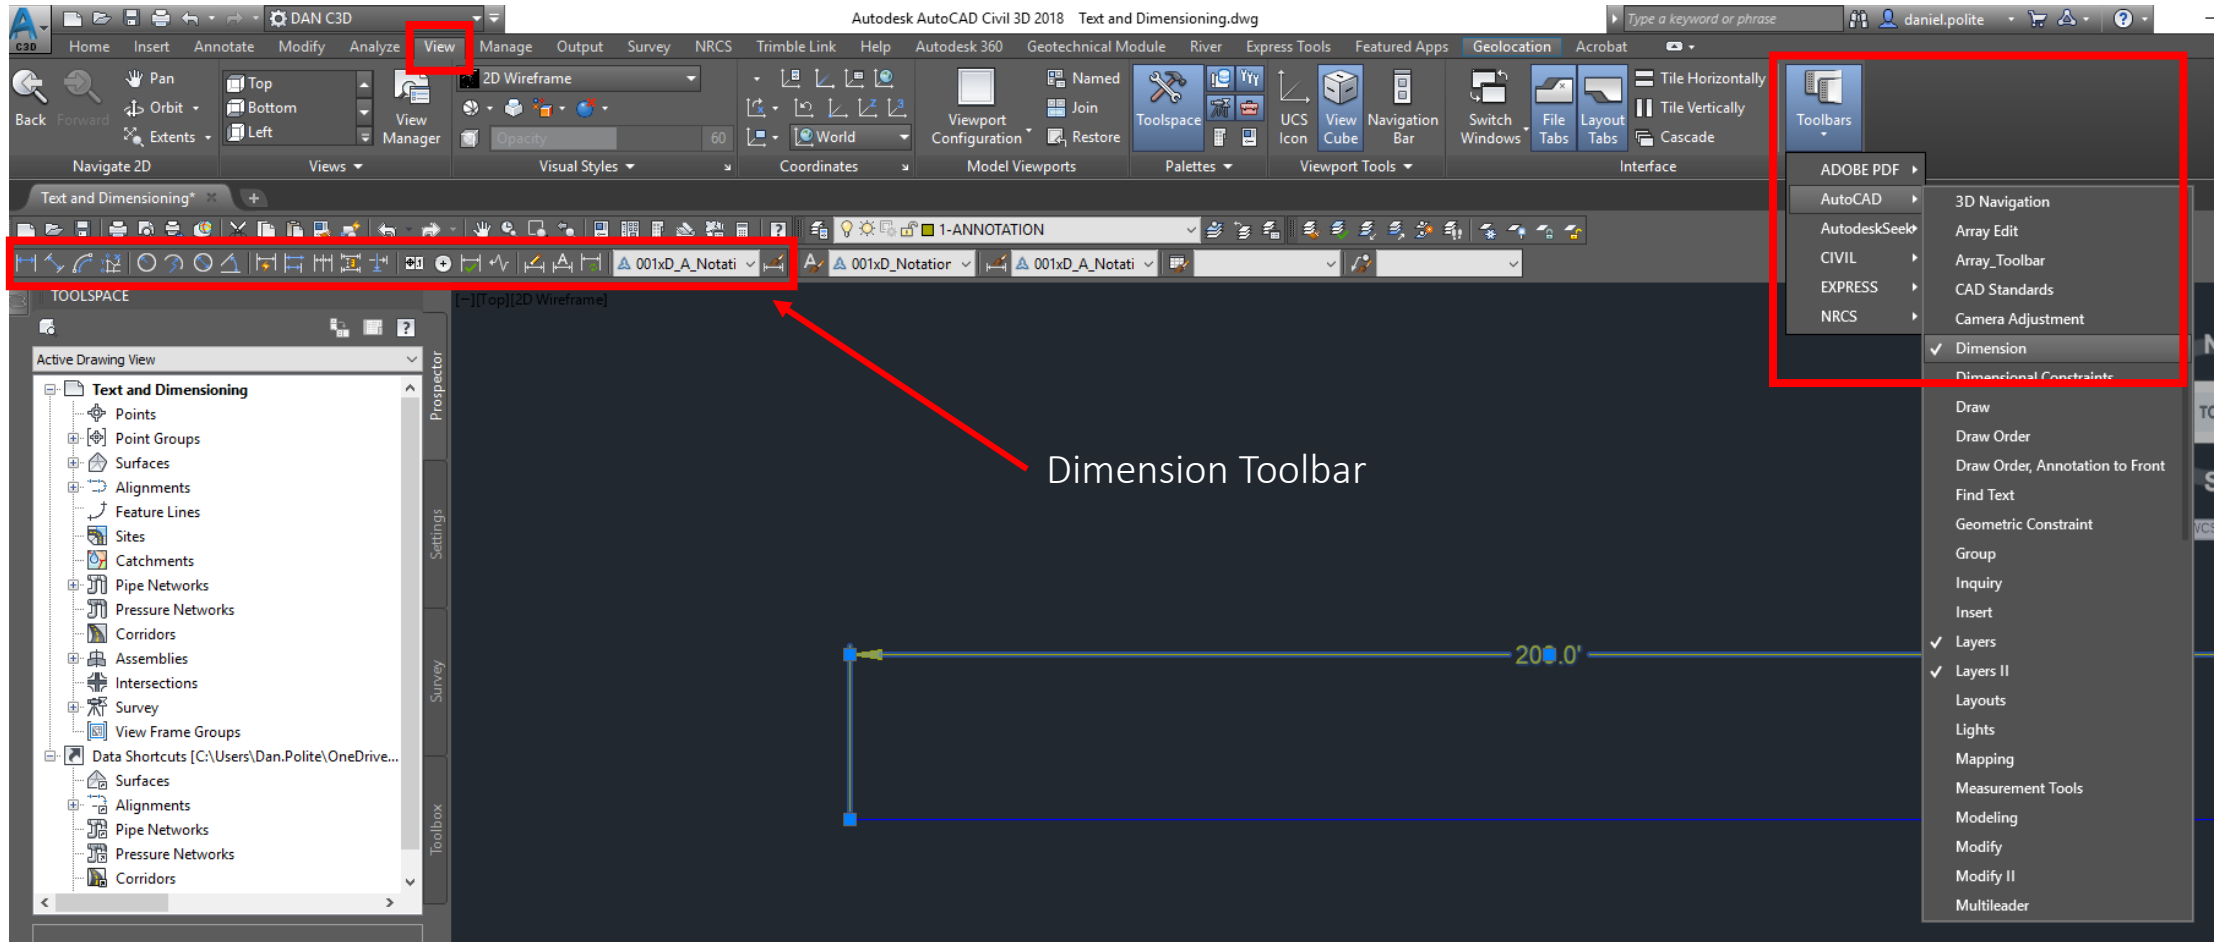 DAN C3D
Autodesk AutoCAD Civil 3D 2018 Text and Dimensioning.dwg
Type a keyword or phrase
daniel.polite
C3D
Home Insert Annotate Modify Analyze View Manage Output Survey NRCS Trimble Link Help Autodesk 360 Geotechnical Module River Express Tools Featured Apps Geolocation Acrobat
Back
Forward
Pan
Orbit
Extents
Navigate 2D
Top
Bottom
Left
View
Manager
Views
2D Wireframe
Opacity 60
Visual Styles
World
Coordinates
Viewport
Configuration
Named
Join
Restore
Model Viewports
Toolspace
Palettes
UCS
Icon
View
Cube
Navigation
Bar
Viewport Tools
Switch
Windows
File
Tabs
Layout
Tabs
Tile Horizontally
Tile Vertically
Cascade
Interface
Toolbars
Text and Dimensioning*
1-ANNOTATION
001xD_A_Notati
001xD_Notation
001xD_A_Notati
ADOBE PDF
AutoCAD
AutodeskSeek
CIVIL
EXPRESS
NRCS
3D Navigation
Array Edit
Array_Toolbar
CAD Standards
Camera Adjustment
Dimension
Dimensional Constraints
Draw
Draw Order
Draw Order, Annotation to Front
Find Text
Geometric Constraint
Group
Inquiry
Insert
Layers
Layers II
Layouts
Lights
Mapping
Measurement Tools
Modeling
Modify
Modify II
Multileader
TOOLSPACE
[−][Top][2D Wireframe]
Active Drawing View
Text and Dimensioning
Points
Point Groups
Surfaces
Alignments
Feature Lines
Sites
Catchments
Pipe Networks
Pressure Networks
Corridors
Assemblies
Intersections
Survey
View Frame Groups
Data Shortcuts [C:\Users\Dan.Polite\OneDrive...
Surfaces
Alignments
Pipe Networks
Pressure Networks
Corridors
Prospector
Settings
Survey
Toolbox
Dimension Toolbar
200.0'